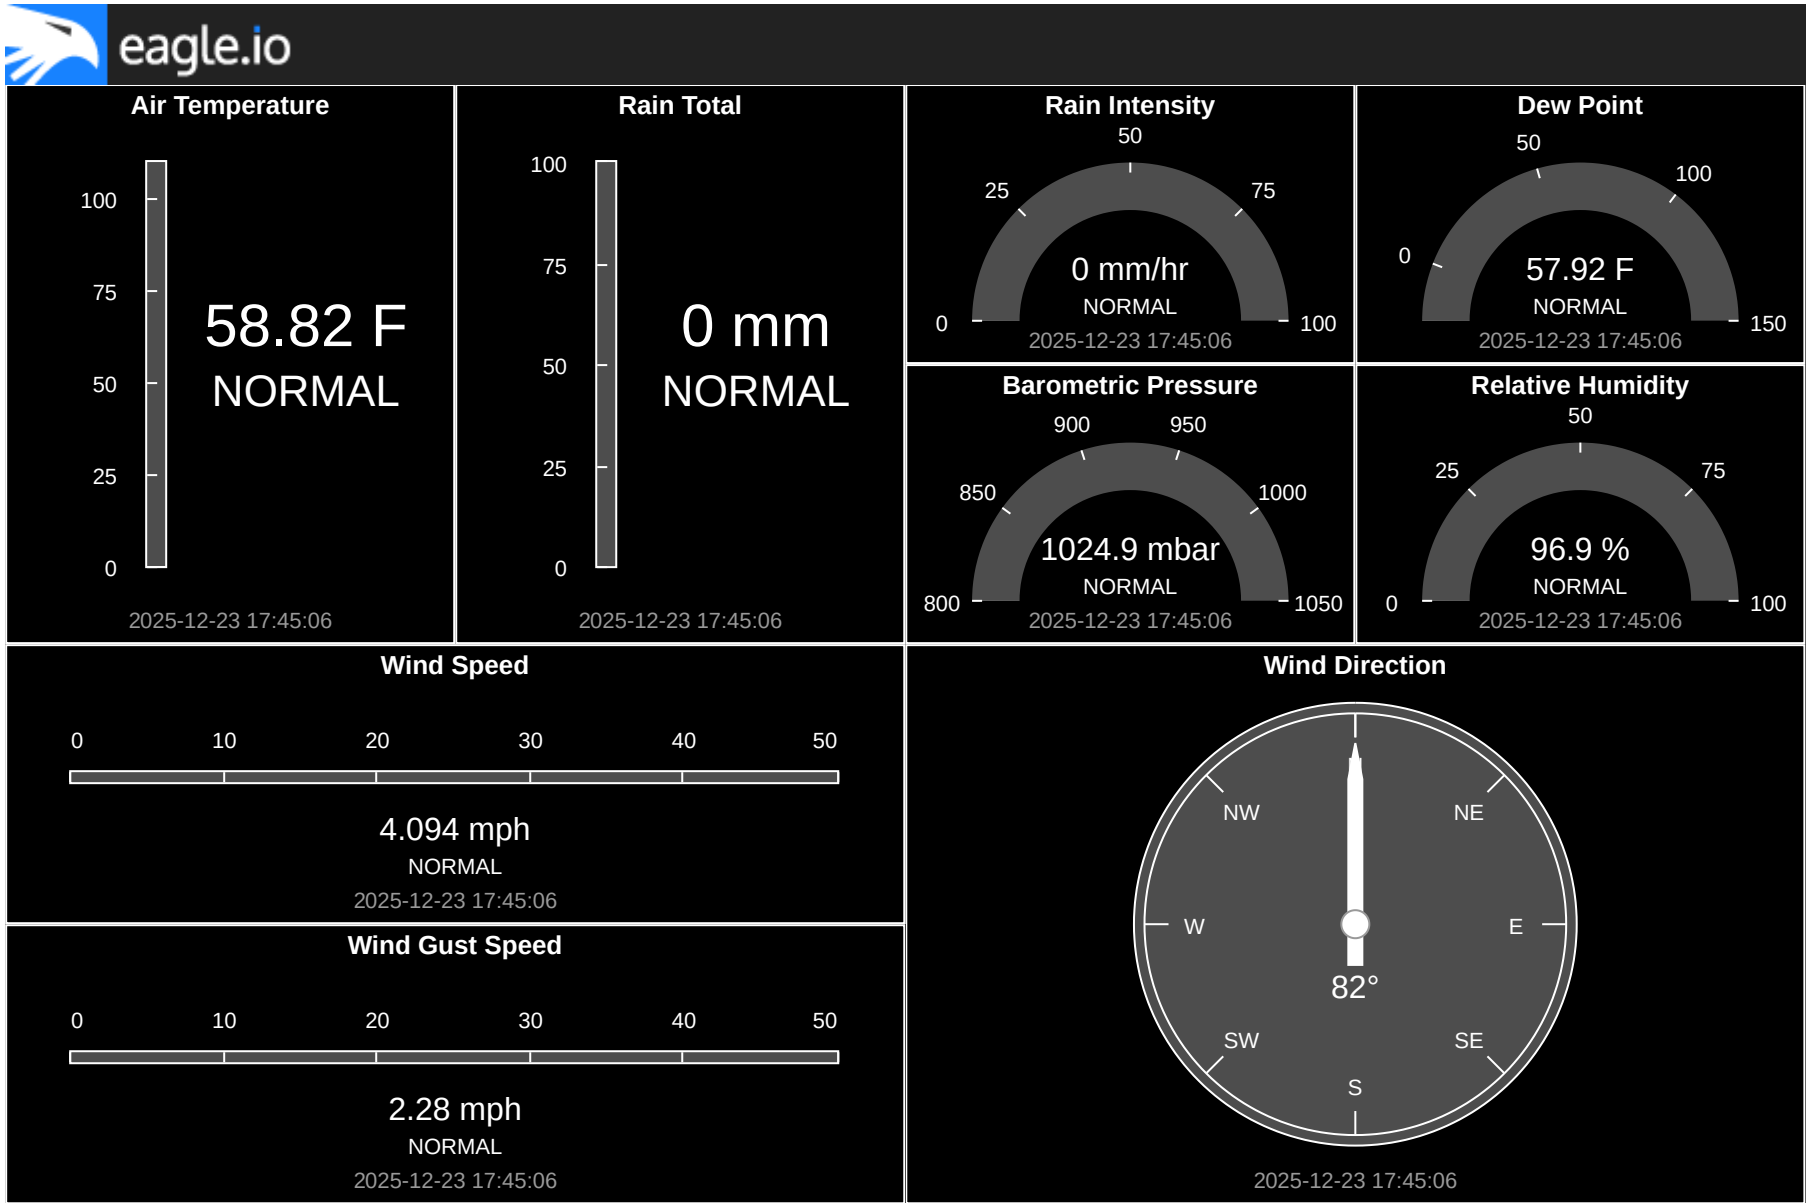 eagle.io
Air Temperature
100
75
50
25
0
58.82 F
NORMAL
2025-12-23 17:45:06
Rain Total
100
75
50
25
0
0 mm
NORMAL
2025-12-23 17:45:06
Rain Intensity
50
25
75
0
100
0 mm/hr
NORMAL
2025-12-23 17:45:06
Dew Point
50
100
0
150
57.92 F
NORMAL
2025-12-23 17:45:06
Barometric Pressure
900
950
850
1000
800
1050
1024.9 mbar
NORMAL
2025-12-23 17:45:06
Relative Humidity
50
25
75
0
100
96.9 %
NORMAL
2025-12-23 17:45:06
Wind Speed
0 10 20 30 40 50
4.094 mph
NORMAL
2025-12-23 17:45:06
Wind Gust Speed
0 10 20 30 40 50
2.28 mph
NORMAL
2025-12-23 17:45:06
Wind Direction
NW NE
W E
82°
SW SE
S
2025-12-23 17:45:06